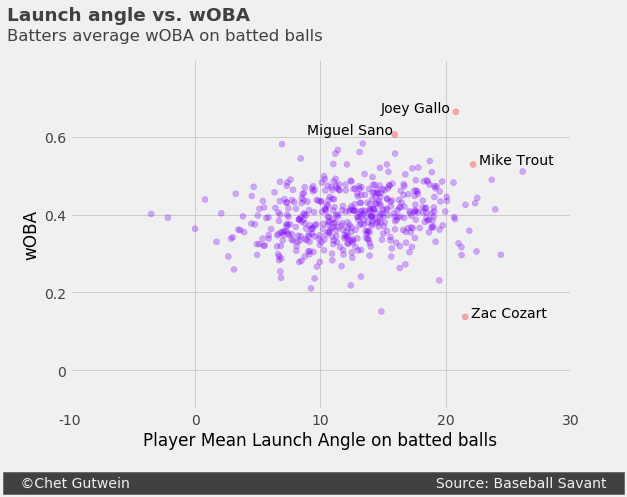 Launch angle vs. wOBA
Batters average wOBA on batted balls
Joey Gallo
Miguel Sano
Mike Trout
Zac Cozart
0.6
0.4
0.2
0
wOBA
-10 0 10 20 30
Player Mean Launch Angle on batted balls
©Chet Gutwein Source: Baseball Savant